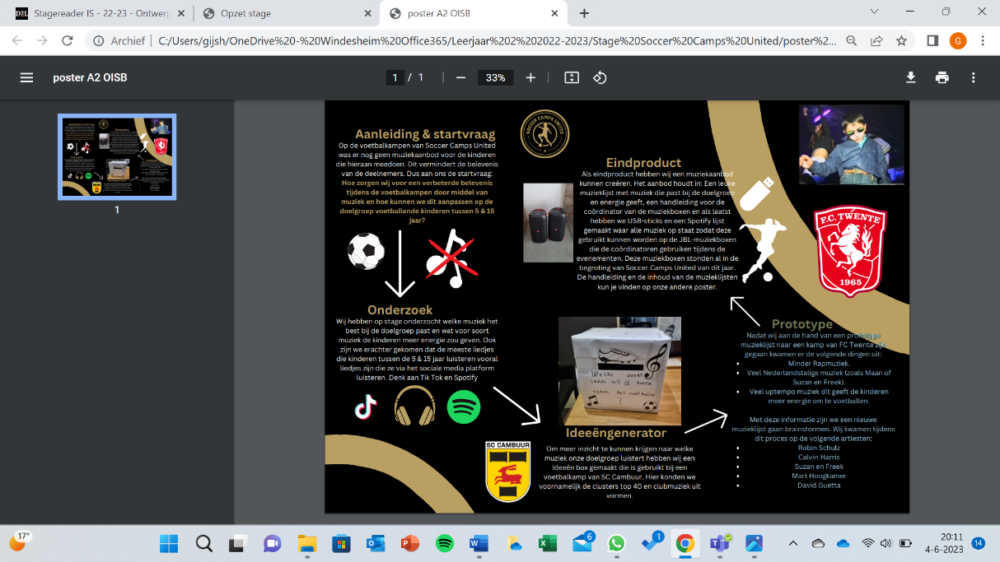 Stagereader IS - 22-23 - Ontwerp
Opzet stage
poster A2 OISB
Archief
C:/Users/gijsh/OneDrive%20-%20Windesheim%20Office365/Leerjaar%202%202022-2023/Stage%20Soccer%20Camps%20United/poster%2...
G
poster A2 OISB
1 / 1
33%
1
Aanleiding & startvraag
Op de voetbalkampen van Soccer Camps United
was er nog geen muziekaanbod voor de kinderen
die hieraan meedoen. Dit vermindert de belevenis
van de deelnemers. Dus aan ons de startvraag:
Hoe zorgen wij voor een verbeterde belevenis
tijdens de voetbalkampen door middel van
muziek en hoe kunnen we dit aanpassen op de
doelgroep voetballende kinderen tussen 5 & 15
jaar?
Onderzoek
Wij hebben op stage onderzocht welke muziek het
best bij de doelgroep past en wat voor soort
muziek de kinderen meer energie zou geven. Ook
zijn we erachter gekomen dat de meeste liedjes
die kinderen tussen de 5 & 15 jaar luisteren vooral
liedjes zijn die ze via het sociale media platform
luisteren. Denk aan Tik Tok en Spotify
SOCCER CAMPS UNITED
Eindproduct
Als eindproduct hebben wij een muziekaanbod
kunnen creëren. Het aanbod houdt in: Een leuke
muzieklijst met muziek die past bij de doelgroep
en energie geeft, een handleiding voor de
coördinator van de muziekboxen en als laatst
hebben we USB-sticks en een Spotify lijst
gemaakt waar alle muziek op staat zodat deze
gebruikt kunnen worden op de JBL-muziekboxen
die de coördinatoren gebruiken tijdens de
evenementen. Deze muziekboxen stonden al in de
begroting van Soccer Camps United van dit jaar.
De handleiding en de inhoud van de muzieklijsten
kun je vinden op onze andere poster.
F.C. TWENTE
1965
Welke soort
tijdens het voetballen
?
SC CAMBUUR
Ideeëngenerator
Om meer inzicht te kunnen krijgen naar welke
muziek onze doelgroep luistert hebben wij een
Ideeën box gemaakt die is gebruikt bij een
voetbalkamp van SC Cambuur. Hier konden we
voornamelijk de clusters top 40 en clubmuziek uit
vormen.
Prototype
Nadat wij aan de hand van een prototype
muzieklijst naar een kamp van FC Twente zijn
gegaan kwamen er de volgende dingen uit:
Minder Rapmuziek.
Veel Nederlandstalige muziek (zoals Maan of
Suzan en Freek).
Veel uptempo muziek dit geeft de kinderen
meer energie om te voetballen.
Met deze informatie zijn we een nieuwe
muzieklijst gaan brainstormen. Wij kwamen tijdens
dit proces op de volgende artiesten:
Robin Schulz
Calvin Harris
Suzan en Freek
Mart Hoogkamer
David Guetta
17°
6
1
20:11
4-6-2023
14